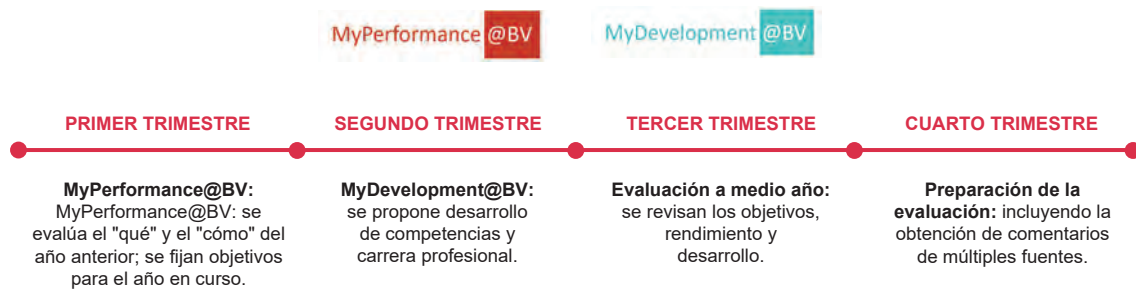 MyPerformance @BV
MyDevelopment @BV
PRIMER TRIMESTRE
SEGUNDO TRIMESTRE
TERCER TRIMESTRE
CUARTO TRIMESTRE
MyPerformance@BV:
MyPerformance@BV: se
evalúa el "qué" y el "cómo" del
año anterior; se fijan objetivos
para el año en curso.
MyDevelopment@BV:
se propone desarrollo
de competencias y
carrera profesional.
Evaluación a medio año:
se revisan los objetivos,
rendimiento y
desarrollo.
Preparación de la
evaluación: incluyendo la
obtención de comentarios
de múltiples fuentes.